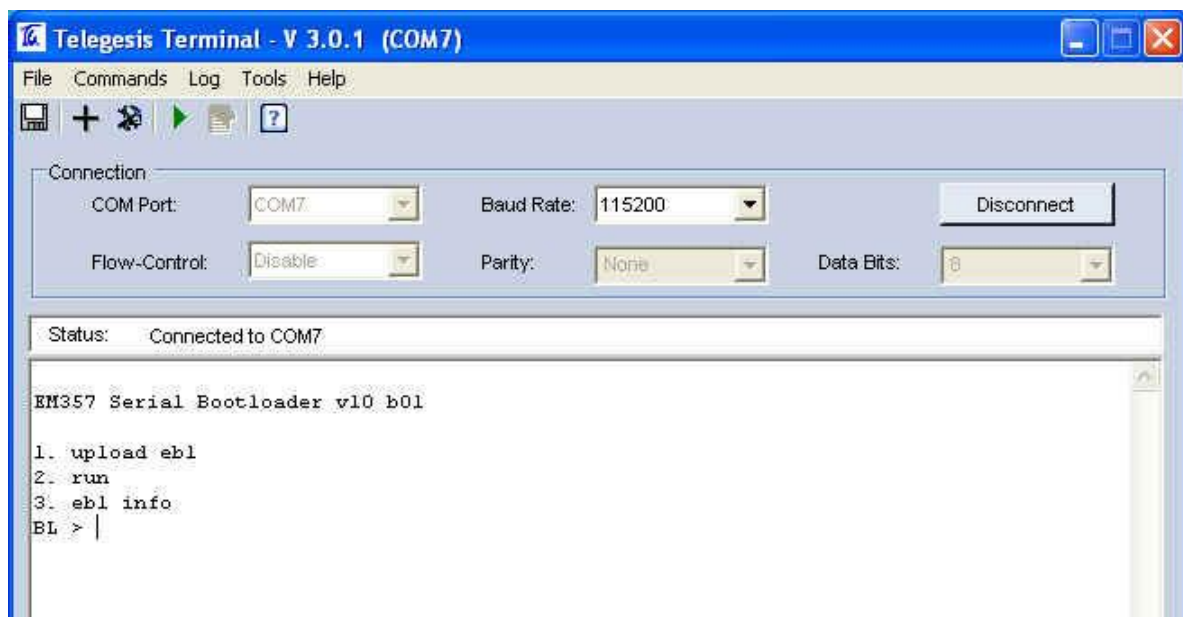 Telegesis Terminal - V 3.0.1 (COM7)
File Commands Log Tools Help
Connection
COM Port: COM7 Baud Rate: 115200 Disconnect
Flow-Control: Disable Parity: None Data Bits: 8
Status: Connected to COM7
EM357 Serial Bootloader v10 b01
1. upload ebl
2. run
3. ebl info
BL >